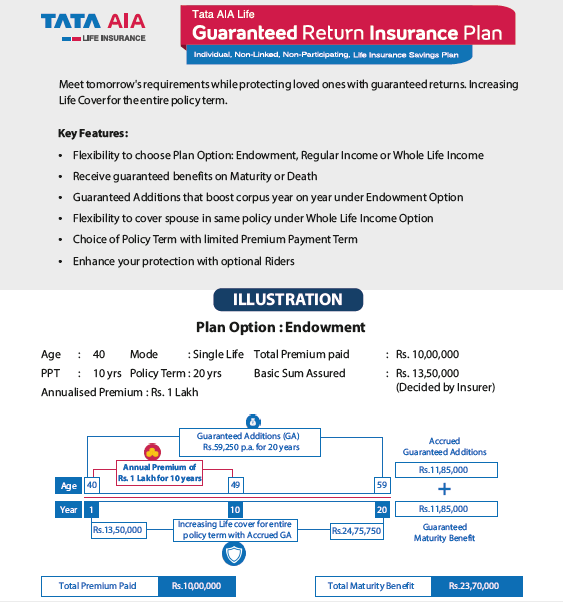 TATA AIA
LIFE INSURANCE
Tata AIA Life
Guaranteed Return Insurance Plan
Individual, Non-Linked, Non-Participating, Life Insurance Savings Plan
Meet tomorrow's requirements while protecting loved ones with guaranteed returns. Increasing
Life Cover for the entire policy term.
Key Features:
• Flexibility to choose Plan Option: Endowment, Regular Income or Whole Life Income
• Receive guaranteed benefits on Maturity or Death
• Guaranteed Additions that boost corpus year on year under Endowment Option
• Flexibility to cover spouse in same policy under Whole Life Income Option
• Choice of Policy Term with limited Premium Payment Term
• Enhance your protection with optional Riders
ILLUSTRATION
Plan Option : Endowment
Age : 40 Mode : Single Life Total Premium paid : Rs. 10,00,000
PPT : 10 yrs Policy Term : 20 yrs Basic Sum Assured : Rs. 13,50,000
(Decided by Insurer)
Annualised Premium : Rs. 1 Lakh
Guaranteed Additions (GA)
Rs.59,250 p.a. for 20 years
Accrued
Guaranteed Additions
Annual Premium of
Rs. 1 Lakh for 10 years
Rs.11,85,000
Age 40 49 59
+
Year 1 10 20
Rs.11,85,000
Rs.13,50,000
Increasing Life cover for entire
policy term with Accrued GA
Rs.24,75,750
Guaranteed
Maturity Benefit
Total Premium Paid Rs.10,00,000
Total Maturity Benefit Rs.23,70,000